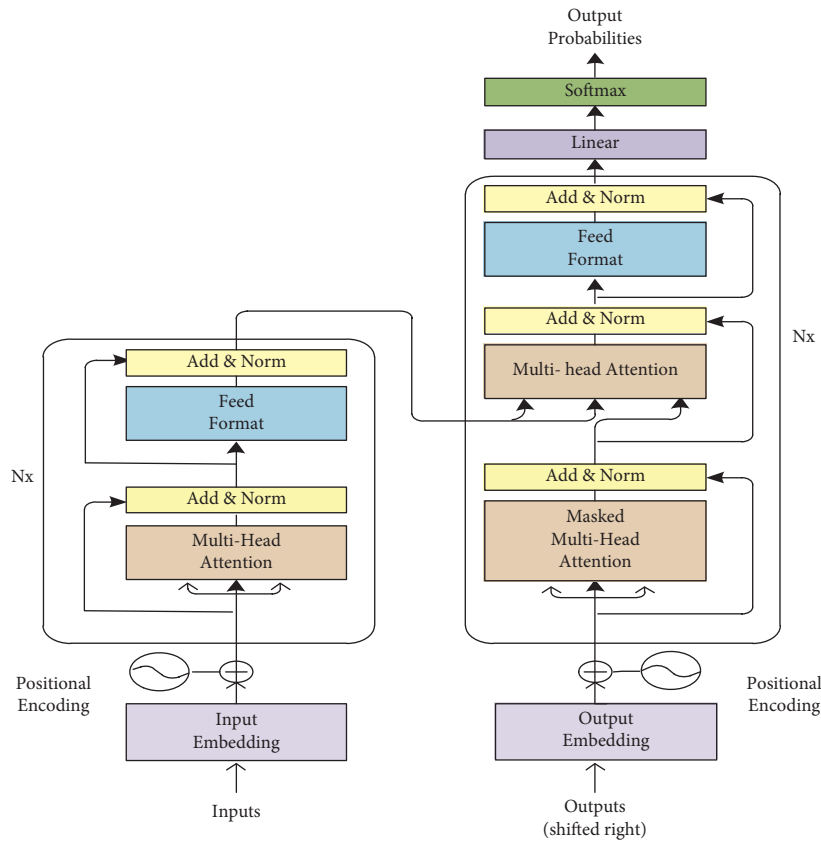 Output
Probabilities
Softmax
Linear
Add & Norm
Feed
Format
Add & Norm
Multi- head Attention
Nx
Add & Norm
Masked
Multi-Head
Attention
Positional
Encoding
Output
Embedding
Outputs
(shifted right)
Add & Norm
Feed
Format
Nx
Add & Norm
Multi-Head
Attention
Positional
Encoding
Input
Embedding
Inputs